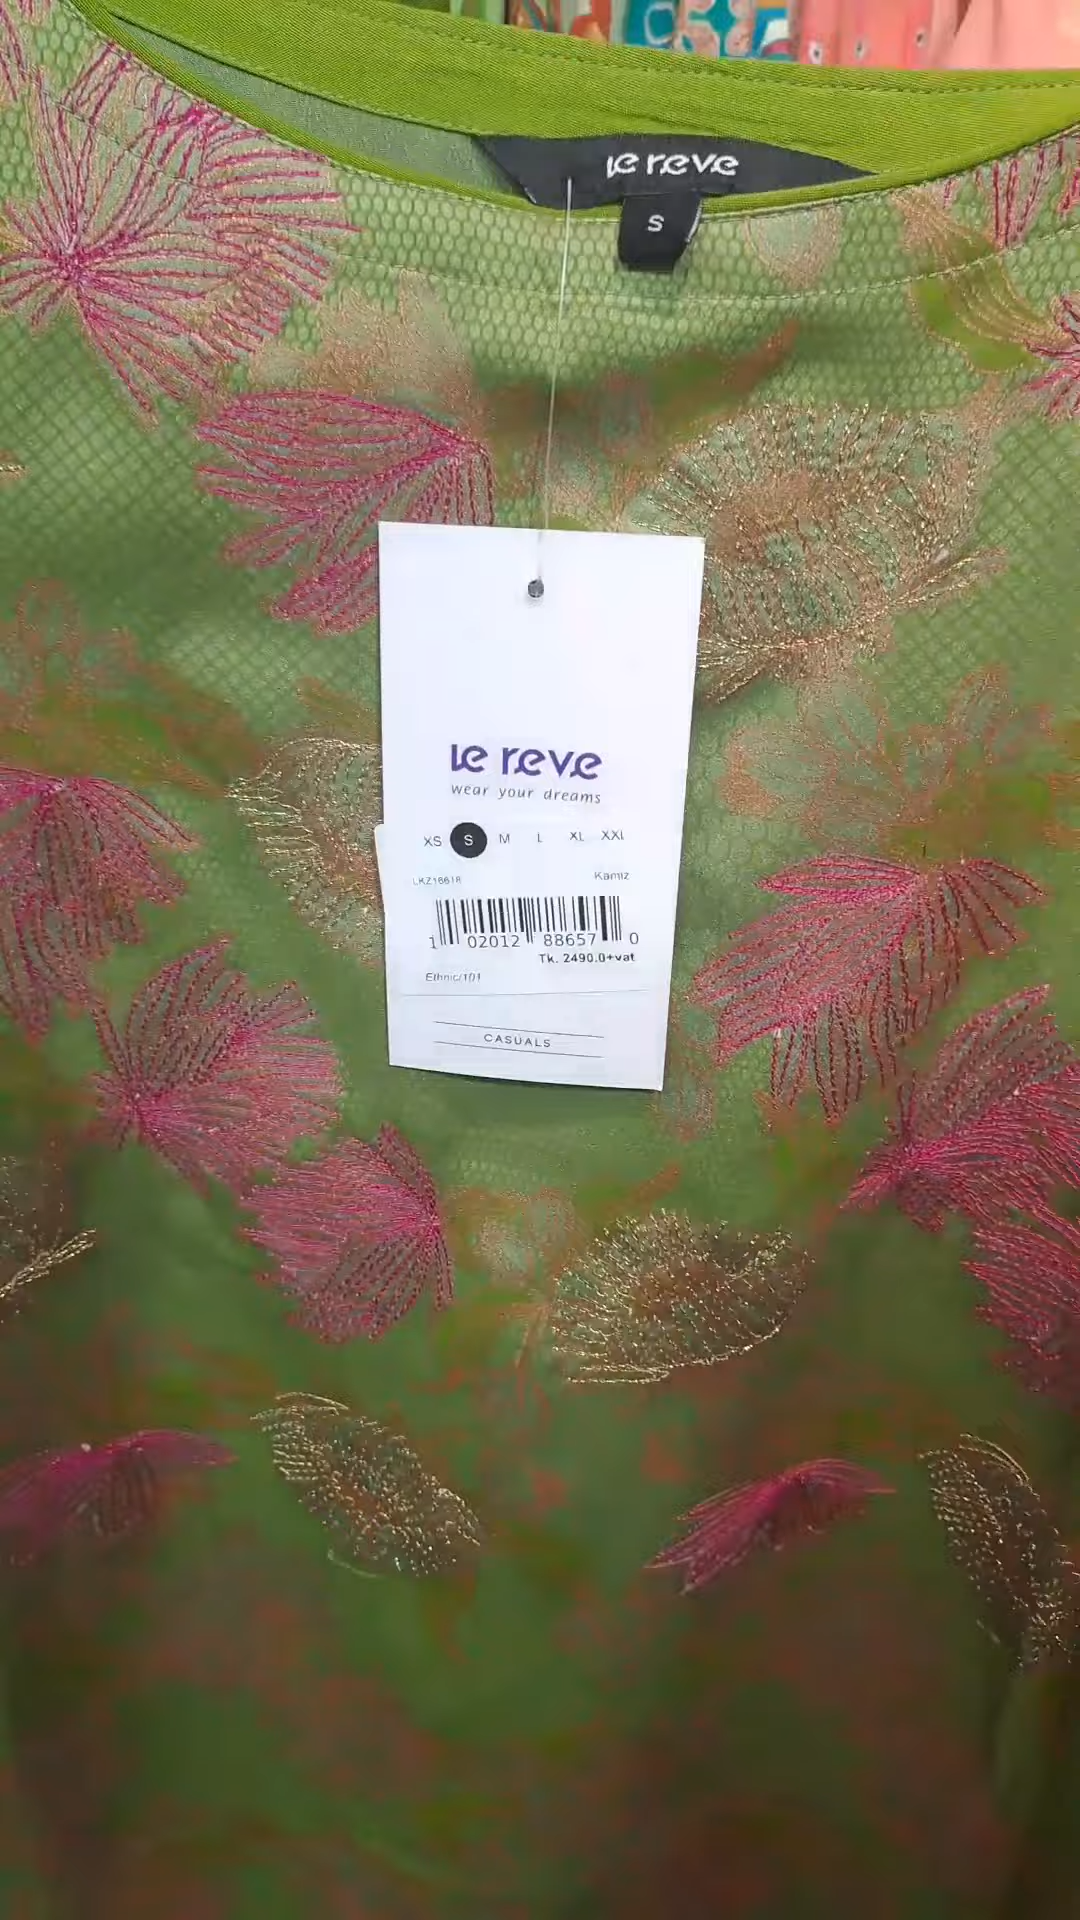 le reve
S
le reve
wear your dreams
XS S M L XL XXL
LKZ18618 Kamiz
1 02012 88657 0
Tk. 2490.0+vat
Ethnic/101
CASUALS